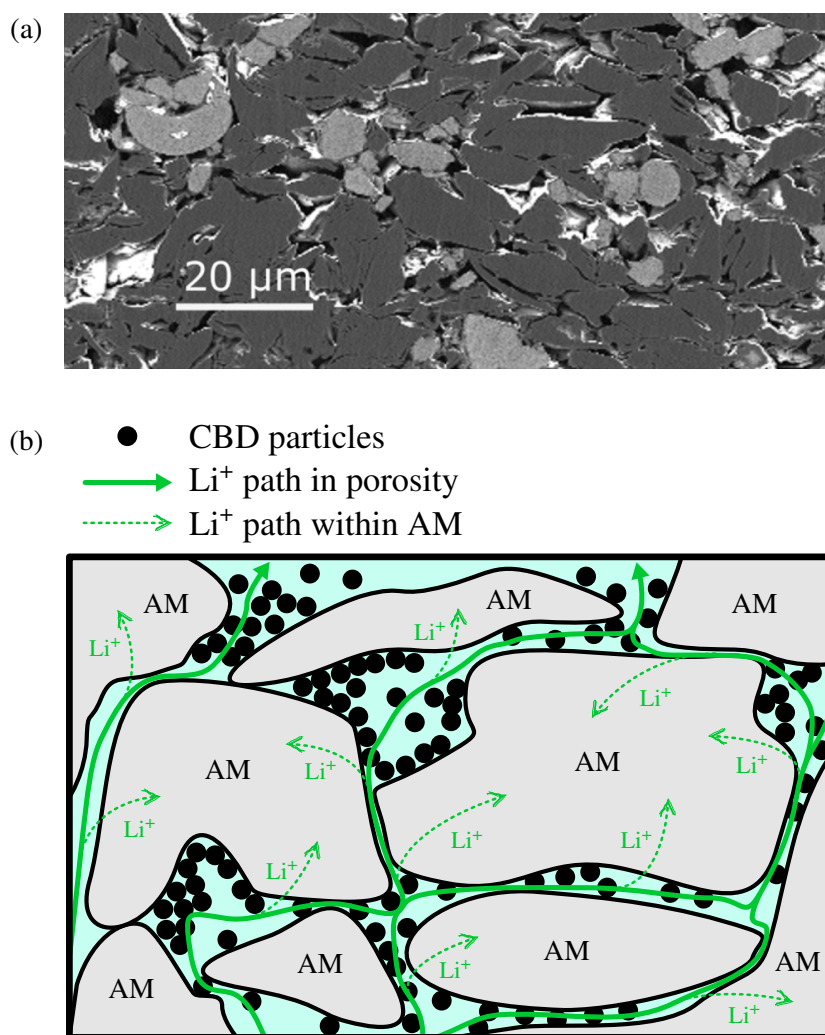 (a)
20 μm
(b)
CBD particles
Li⁺ path in porosity
Li⁺ path within AM
AM
AM
AM
Li⁺
Li⁺
Li⁺
AM
AM
Li⁺
Li⁺
Li⁺
Li⁺
Li⁺
Li⁺
Li⁺
AM
AM
AM
AM
Li⁺
Li⁺